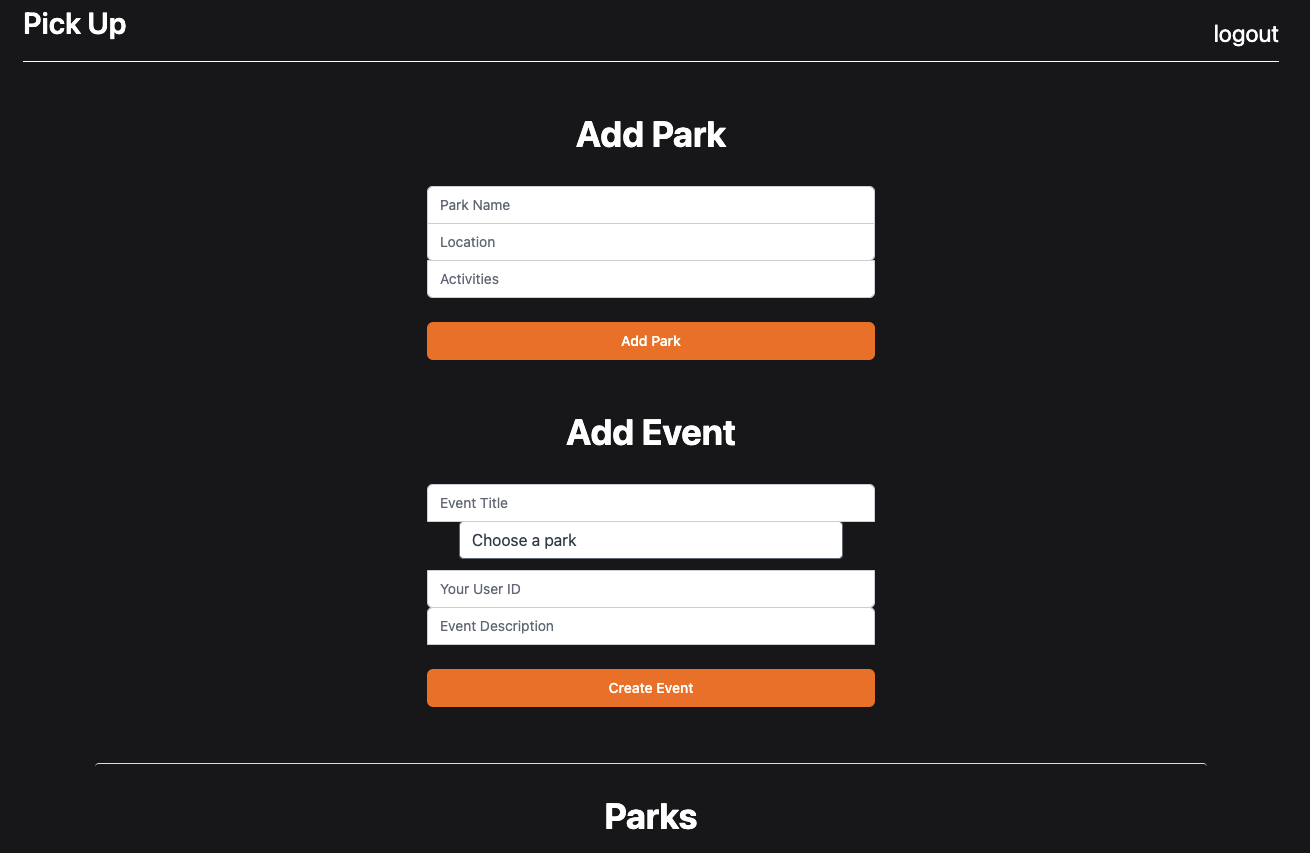 Pick Up
logout
Add Park
Park Name
Location
Activities
Add Park
Add Event
Event Title
Choose a park
Your User ID
Event Description
Create Event
Parks